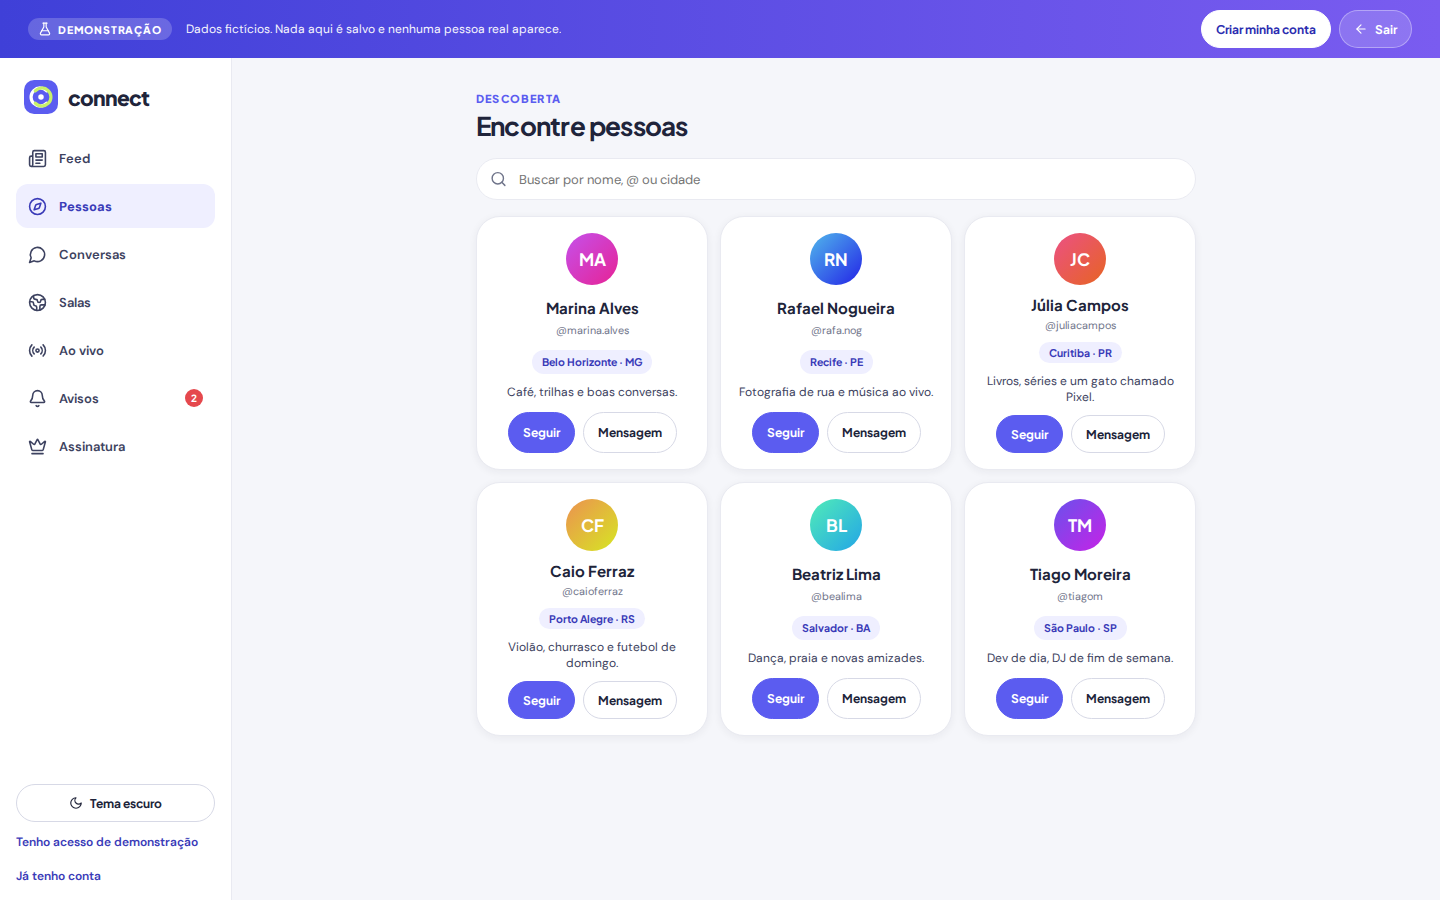 DEMONSTRAÇÃO
Dados fictícios. Nada aqui é salvo e nenhuma pessoa real aparece.
Criar minha conta
Sair
connect
Feed
Pessoas
Conversas
Salas
Ao vivo
Avisos
2
Assinatura
Tema escuro
Tenho acesso de demonstração
Já tenho conta
DESCOBERTA
Encontre pessoas
Buscar por nome, @ ou cidade
MA
Marina Alves
@marina.alves
Belo Horizonte · MG
Café, trilhas e boas conversas.
Seguir
Mensagem
RN
Rafael Nogueira
@rafa.nog
Recife · PE
Fotografia de rua e música ao vivo.
Seguir
Mensagem
JC
Júlia Campos
@juliacampos
Curitiba · PR
Livros, séries e um gato chamado
Pixel.
Seguir
Mensagem
CF
Caio Ferraz
@caioferraz
Porto Alegre · RS
Violão, churrasco e futebol de
domingo.
Seguir
Mensagem
BL
Beatriz Lima
@bealima
Salvador · BA
Dança, praia e novas amizades.
Seguir
Mensagem
TM
Tiago Moreira
@tiagom
São Paulo · SP
Dev de dia, DJ de fim de semana.
Seguir
Mensagem